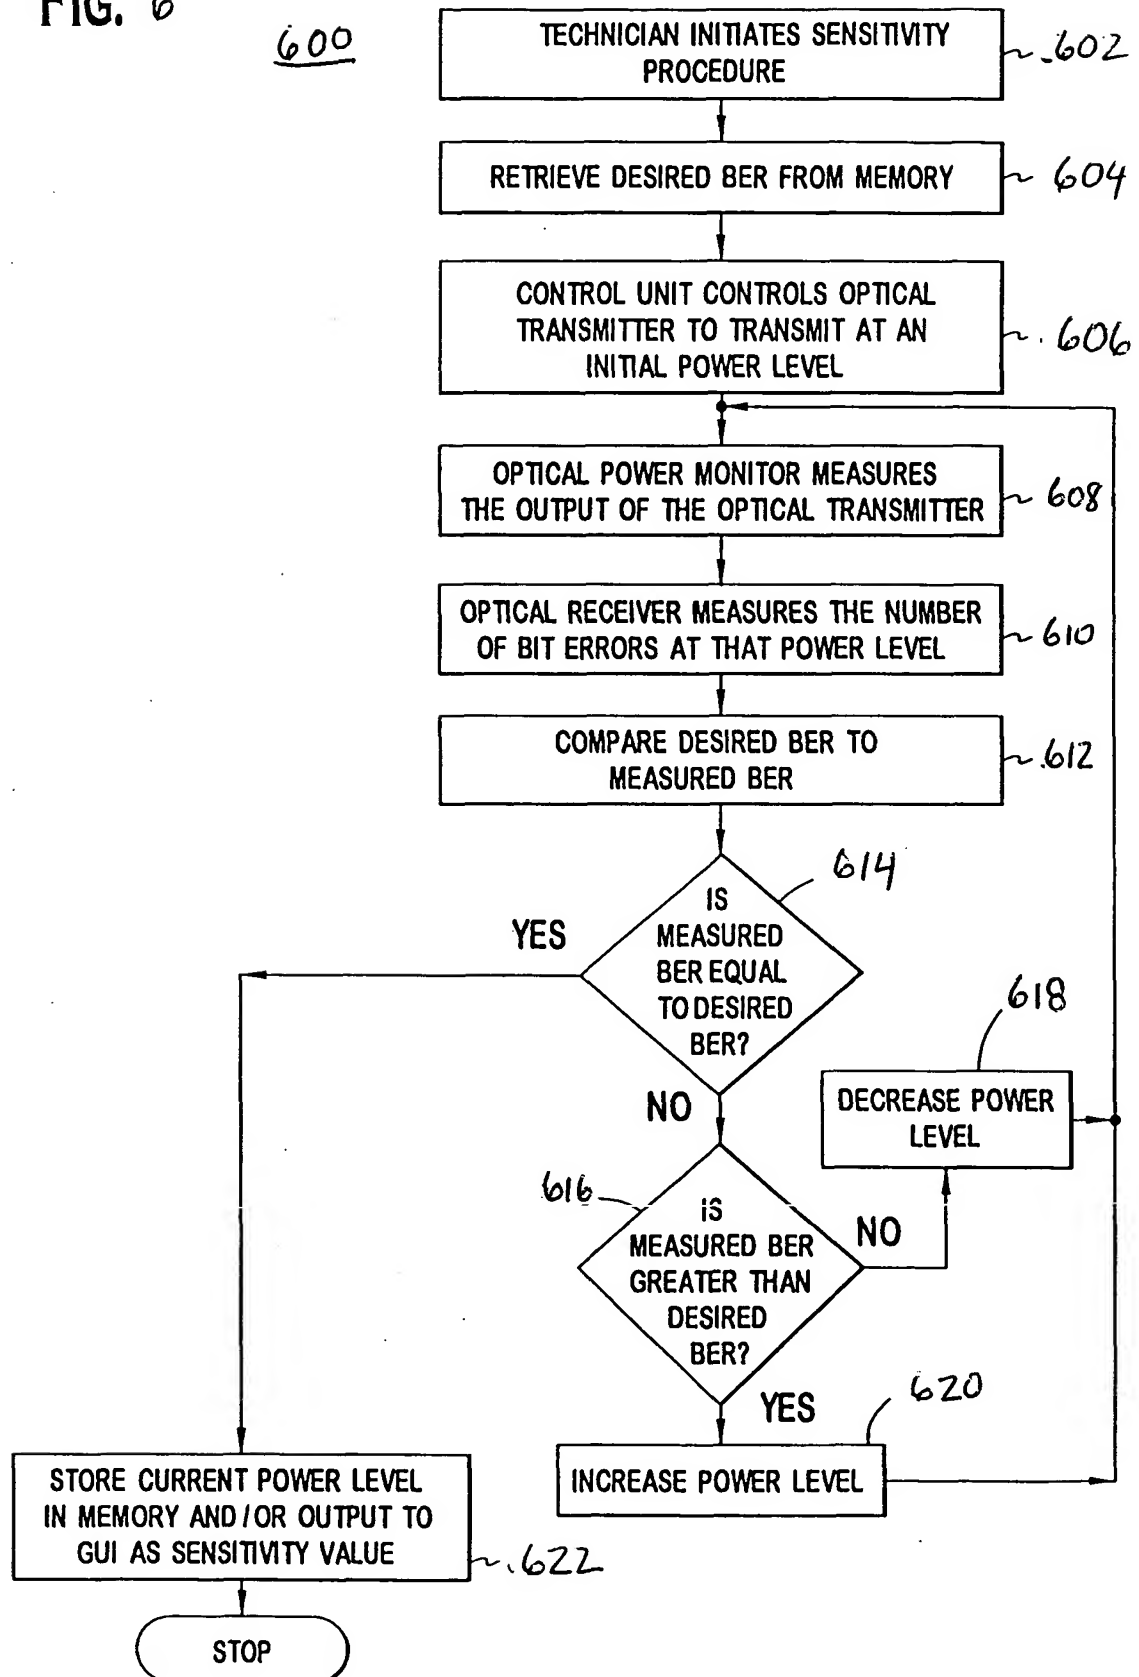 FIG. 6
600
TECHNICIAN INITIATES SENSITIVITY
PROCEDURE
602
RETRIEVE DESIRED BER FROM MEMORY
604
CONTROL UNIT CONTROLS OPTICAL
TRANSMITTER TO TRANSMIT AT AN
INITIAL POWER LEVEL
606
OPTICAL POWER MONITOR MEASURES
THE OUTPUT OF THE OPTICAL TRANSMITTER
608
OPTICAL RECEIVER MEASURES THE NUMBER
OF BIT ERRORS AT THAT POWER LEVEL
610
COMPARE DESIRED BER TO
MEASURED BER
612
614
IS
MEASURED
BER EQUAL
TO DESIRED
BER?
YES
NO
618
DECREASE POWER
LEVEL
616
IS
MEASURED BER
GREATER THAN
DESIRED
BER?
NO
YES
620
INCREASE POWER LEVEL
STORE CURRENT POWER LEVEL
IN MEMORY AND/OR OUTPUT TO
GUI AS SENSITIVITY VALUE
622
STOP